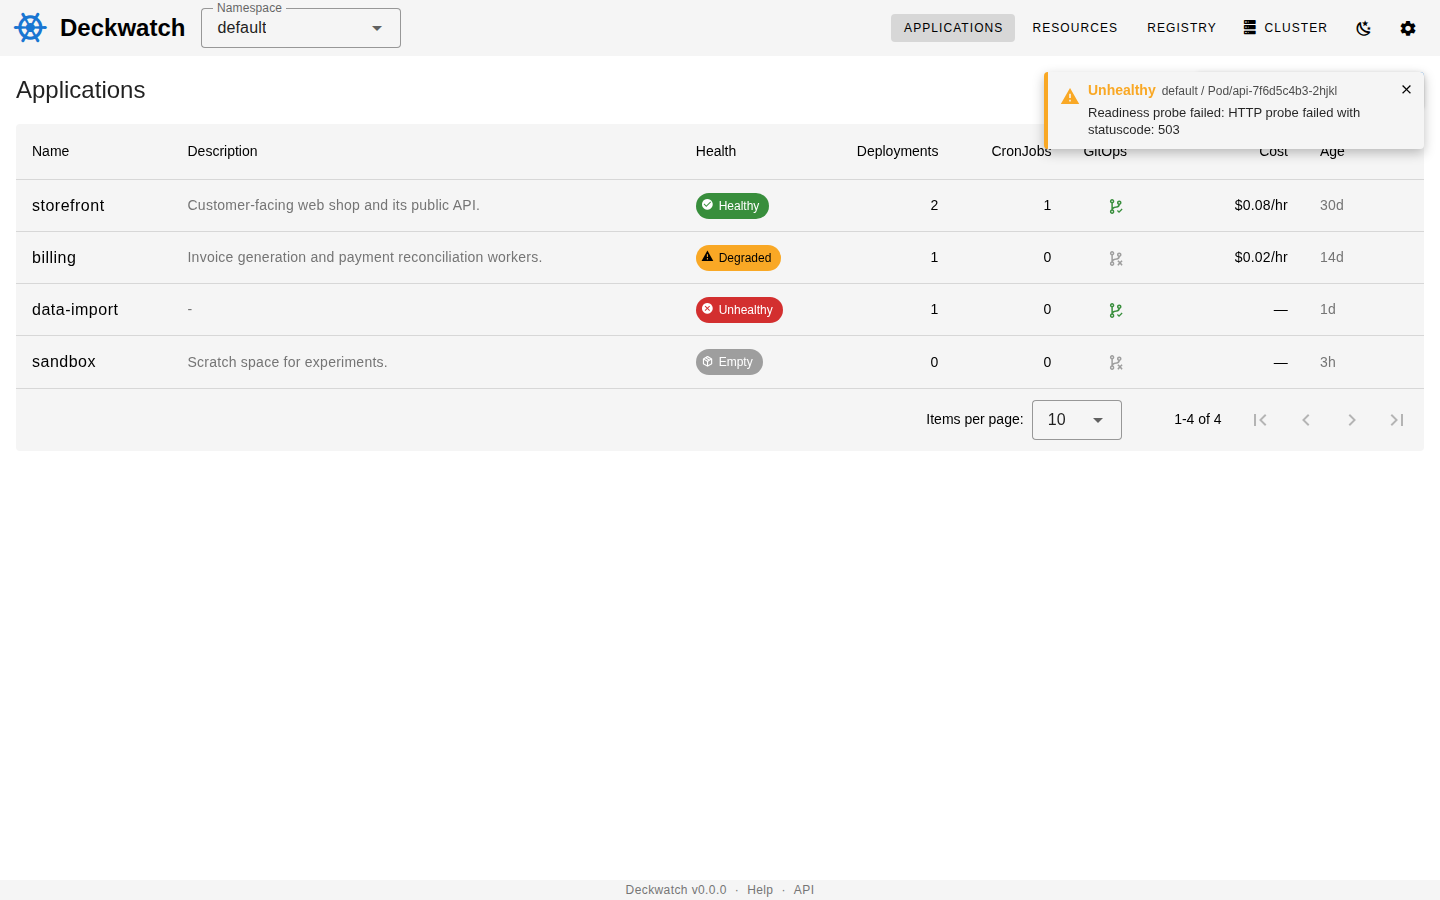 Deckwatch
Namespace
default
APPLICATIONS
RESOURCES
REGISTRY
CLUSTER
Applications
Unhealthy default / Pod/api-7f6d5c4b3-2hjkl
Readiness probe failed: HTTP probe failed with
statuscode: 503
Name Description Health Deployments CronJobs GitOps Cost Age
storefront Customer-facing web shop and its public API. Healthy 2 1 $0.08/hr 30d
billing Invoice generation and payment reconciliation workers. Degraded 1 0 $0.02/hr 14d
data-import - Unhealthy 1 0 — 1d
sandbox Scratch space for experiments. Empty 0 0 — 3h
Items per page: 10 1-4 of 4
Deckwatch v0.0.0 · Help · API